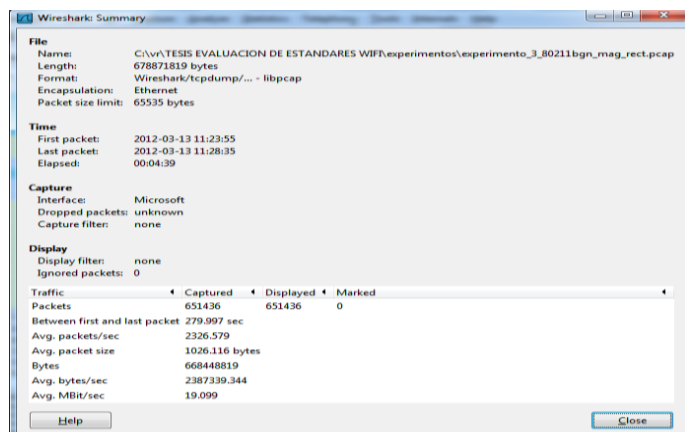 Wireshark: Summary
File
Name: C:\vr\TESIS EVALUACION DE ESTANDARES WIFI\experimentos\experimento_3_80211bgn_mag_rect.pcap
Length: 678871819 bytes
Format: Wireshark/tcpdump/... - libpcap
Encapsulation: Ethernet
Packet size limit: 65535 bytes
Time
First packet: 2012-03-13 11:23:55
Last packet: 2012-03-13 11:28:35
Elapsed: 00:04:39
Capture
Interface: Microsoft
Dropped packets: unknown
Capture filter: none
Display
Display filter: none
Ignored packets: 0
Traffic Captured Displayed Marked
Packets 651436 651436 0
Between first and last packet 279.997 sec
Avg. packets/sec 2326.579
Avg. packet size 1026.116 bytes
Bytes 668448819
Avg. bytes/sec 2387339.344
Avg. MBit/sec 19.099
Help Close